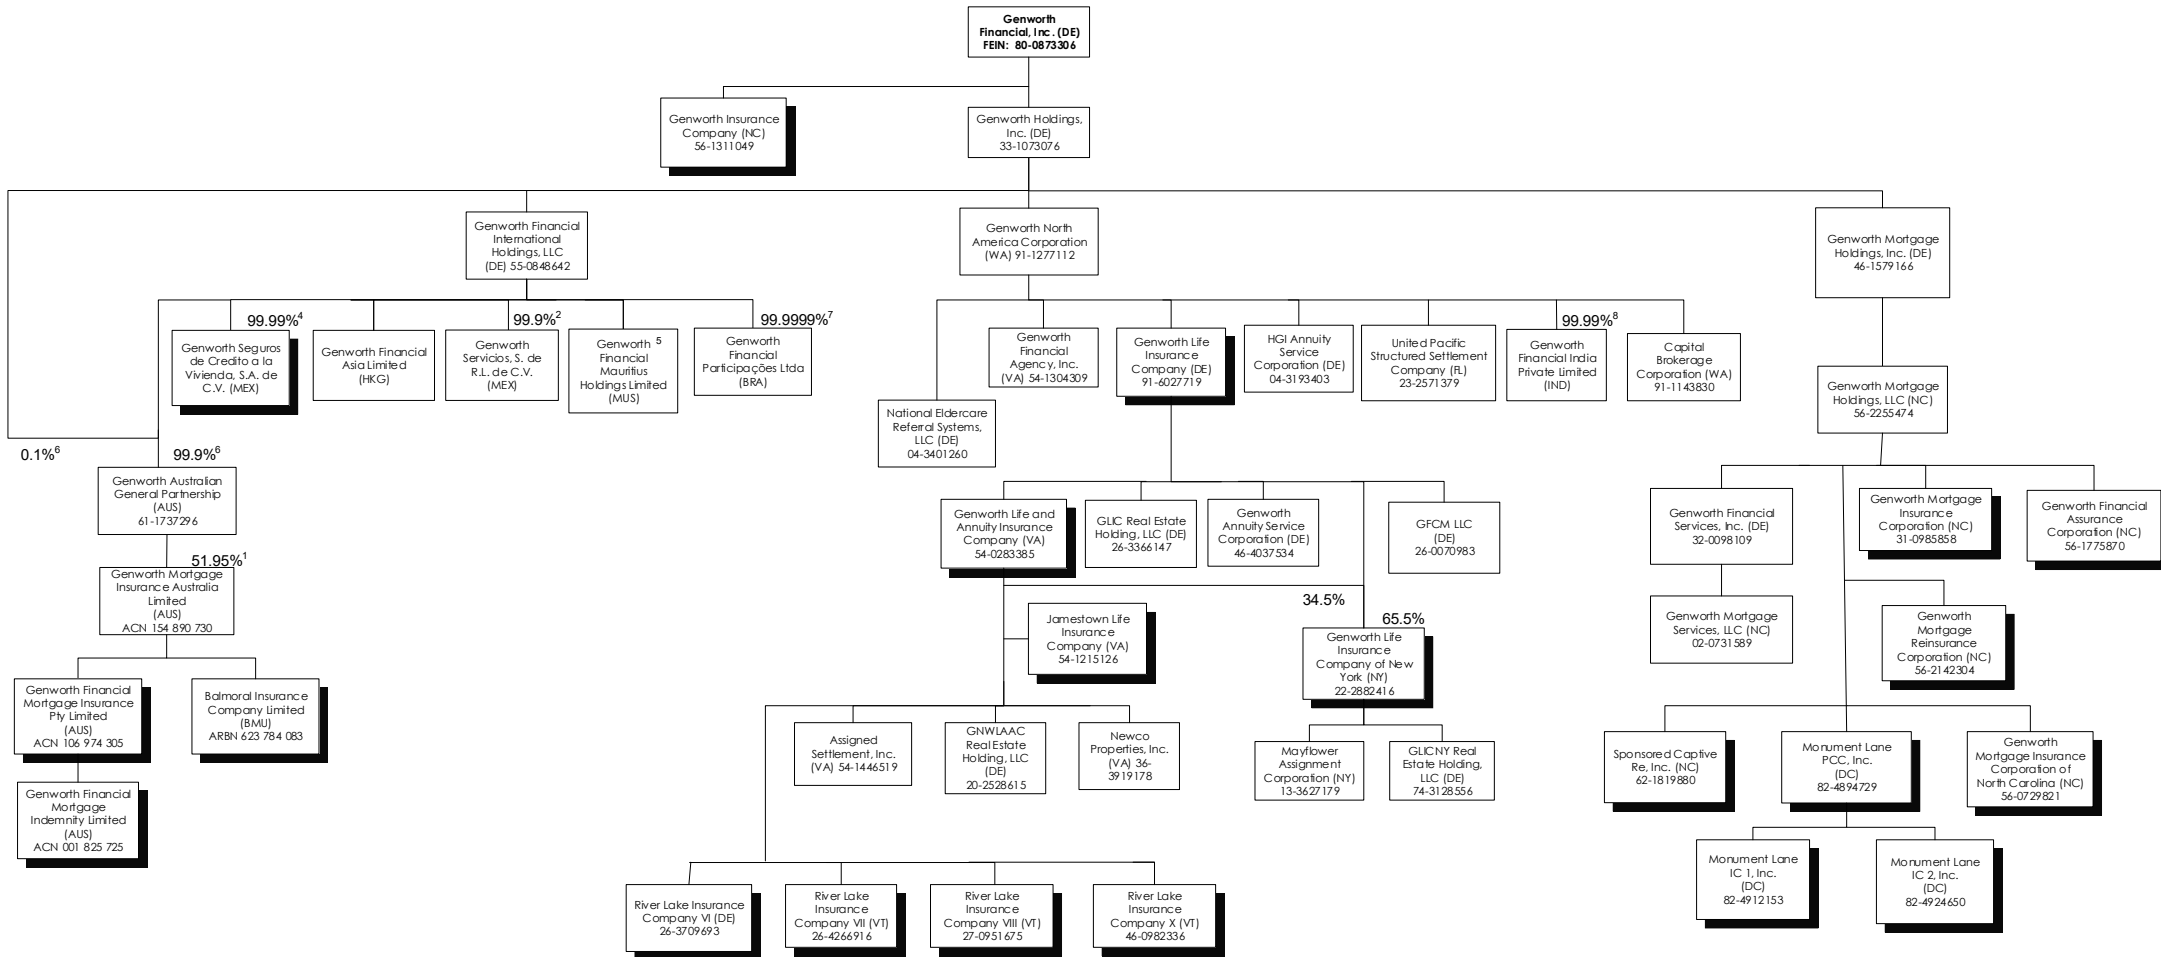 Genworth
Financial, Inc. (DE)
FEIN: 80-0873306
Genworth Insurance
Company (NC)
56-1311049
Genworth Holdings,
Inc. (DE)
33-1073076
Genworth Financial
International
Holdings, LLC
(DE) 55-0848642
Genworth North
America Corporation
(WA) 91-1277112
Genworth Mortgage
Holdings, Inc. (DE)
46-1579166
99.99%4
Genworth Seguros
de Credito a la
Vivienda, S.A. de
C.V. (MEX)
Genworth Financial
Asia Limited
(HKG)
99.9%2
Genworth
Servicios, S. de
R.L. de C.V.
(MEX)
Genworth 5
Financial
Mauritius
Holdings Limited
(MUS)
99.9999%7
Genworth
Financial
Participações Ltda
(BRA)
National Eldercare
Referral Systems,
LLC (DE)
04-3401260
Genworth
Financial
Agency, Inc.
(VA) 54-1304309
Genworth Life
Insurance
Company (DE)
91-6027719
HGI Annuity
Service
Corporation (DE)
04-3193403
United Pacific
Structured Settlement
Company (FL)
23-2571379
99.99%8
Genworth
Financial India
Private Limited
(IND)
Capital
Brokerage
Corporation (WA)
91-1143830
Genworth Mortgage
Holdings, LLC (NC)
56-2255474
0.1%6
99.9%6
Genworth Australian
General Partnership
(AUS)
61-1737296
51.95%1
Genworth Mortgage
Insurance Australia
Limited
(AUS)
ACN 154 890 730
Genworth Financial
Mortgage Insurance
Pty Limited
(AUS)
ACN 106 974 305
Balmoral Insurance
Company Limited
(BMU)
ARBN 623 784 083
Genworth Financial
Mortgage
Indemnity Limited
(AUS)
ACN 001 825 725
Genworth Life and
Annuity Insurance
Company (VA)
54-0283385
GLIC Real Estate
Holding, LLC (DE)
26-3366147
Genworth
Annuity Service
Corporation (DE)
46-4037534
GFCM LLC
(DE)
26-0070983
34.5%
65.5%
Jamestown Life
Insurance
Company (VA)
54-1215126
Genworth Life
Insurance
Company of New
York (NY)
22-2882416
Assigned
Settlement, Inc.
(VA) 54-1446519
GNWLAAC
Real Estate
Holding, LLC
(DE)
20-2528615
Newco
Properties, Inc.
(VA) 36-
3919178
Mayflower
Assignment
Corporation (NY)
13-3627179
GLICNY Real
Estate Holding,
LLC (DE)
74-3128556
River Lake Insurance
Company VI (DE)
26-3709693
River Lake
Insurance
Company VII (VT)
26-4266916
River Lake
Insurance
Company VIII (VT)
27-0951675
River Lake
Insurance
Company X (VT)
46-0982336
Genworth Financial
Services, Inc. (DE)
32-0098109
Genworth Mortgage
Insurance
Corporation (NC)
31-0985858
Genworth Financial
Assurance
Corporation (NC)
56-1775870
Genworth Mortgage
Services, LLC (NC)
02-0731589
Genworth
Mortgage
Reinsurance
Corporation (NC)
56-2142304
Sponsored Captive
Re, Inc. (NC)
62-1819880
Monument Lane
PCC, Inc.
(DC)
82-4894729
Genworth
Mortgage Insurance
Corporation of
North Carolina (NC)
56-0729821
Monument Lane
IC 1, Inc.
(DC)
82-4912153
Monument Lane
IC 2, Inc.
(DC)
82-4924650